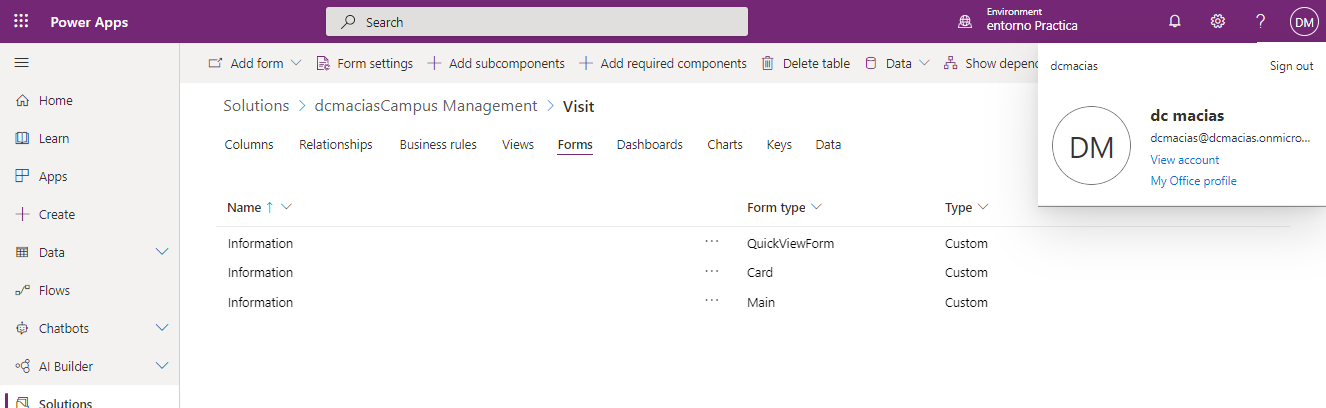 Power Apps
Search
Environment
entorno Practica
DM
Add form
Form settings
Add subcomponents
Add required components
Delete table
Data
Show depend
dcmacias
Sign out
DM
dc macias
dcmacias@dcmacias.onmicro...
View account
My Office profile
Home
Learn
Apps
Create
Data
Flows
Chatbots
AI Builder
Solutions
Solutions > dcmaciasCampus Management > Visit
Columns Relationships Business rules Views Forms Dashboards Charts Keys Data
Name ↑ Form type Type
Information ... QuickViewForm Custom
Information ... Card Custom
Information ... Main Custom